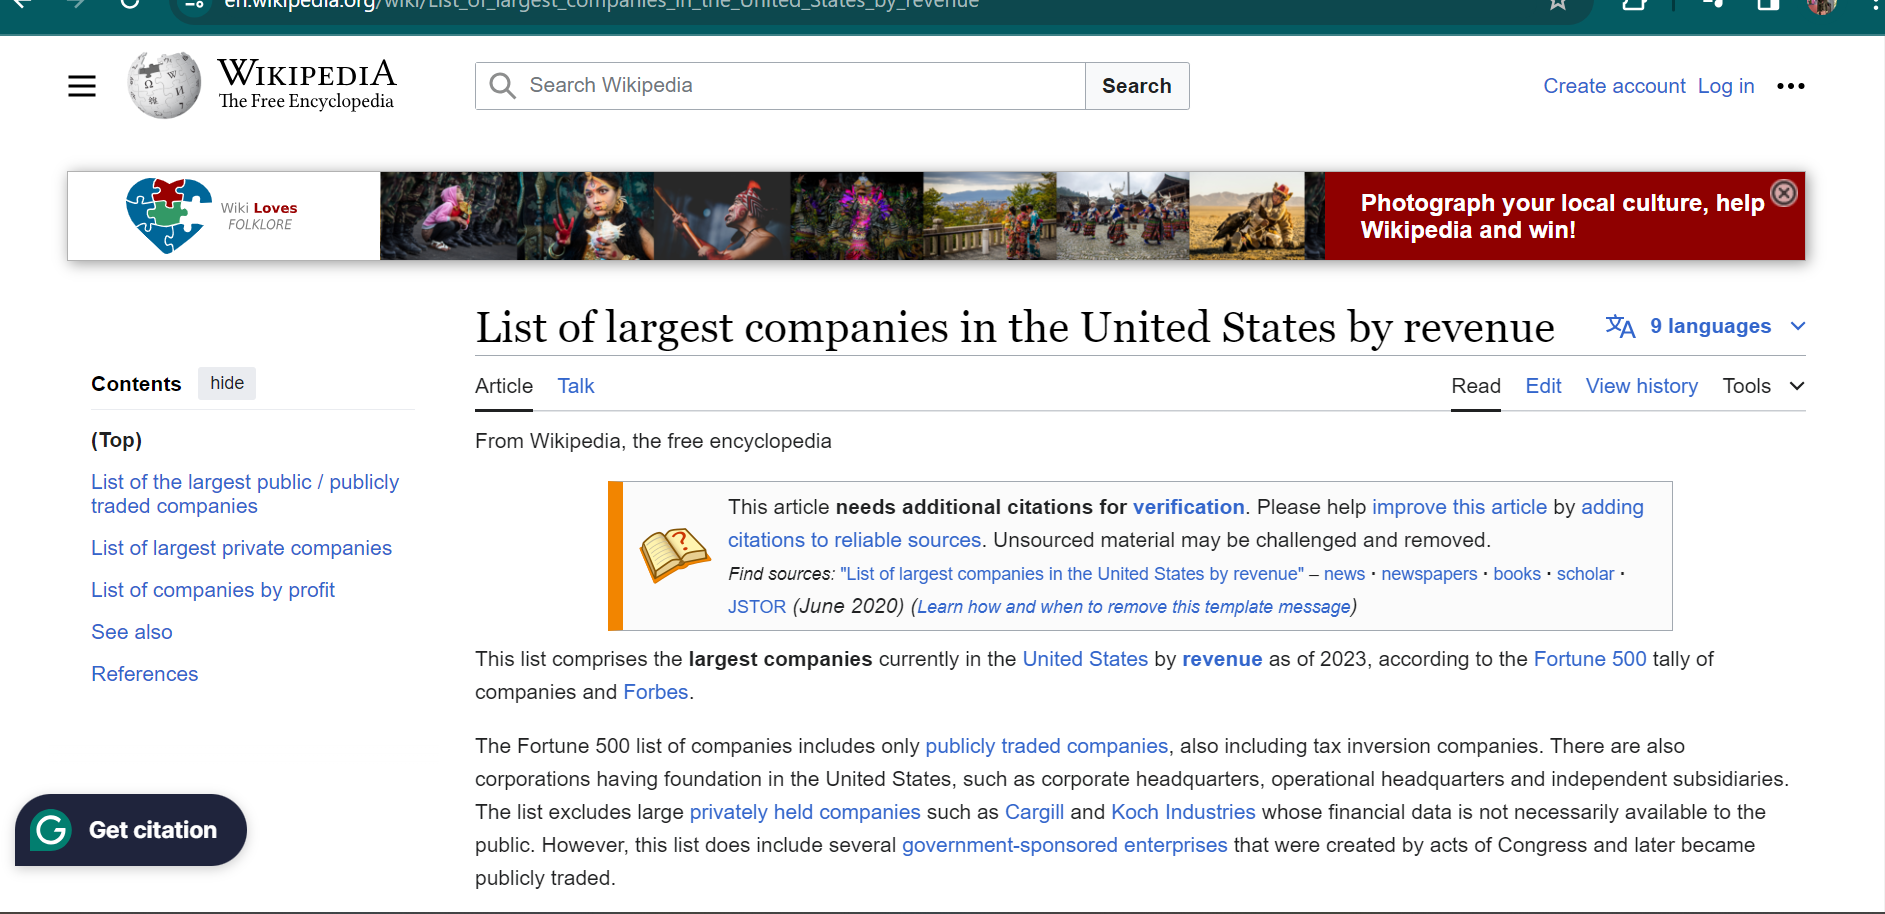 en.wikipedia.org/wiki/List_of_largest_companies_in_the_United_States_by_revenue
WIKIPEDIA
The Free Encyclopedia
Search Wikipedia
Search
Create account Log in
Wiki Loves
FOLKLORE
Photograph your local culture, help
Wikipedia and win!
List of largest companies in the United States by revenue
9 languages
Contents hide
(Top)
List of the largest public / publicly
traded companies
List of largest private companies
List of companies by profit
See also
References
Article Talk
Read Edit View history Tools
From Wikipedia, the free encyclopedia
This article needs additional citations for verification. Please help improve this article by adding
citations to reliable sources. Unsourced material may be challenged and removed.
Find sources: "List of largest companies in the United States by revenue" – news · newspapers · books · scholar ·
JSTOR (June 2020) (Learn how and when to remove this template message)
This list comprises the largest companies currently in the United States by revenue as of 2023, according to the Fortune 500 tally of
companies and Forbes.
The Fortune 500 list of companies includes only publicly traded companies, also including tax inversion companies. There are also
corporations having foundation in the United States, such as corporate headquarters, operational headquarters and independent subsidiaries.
The list excludes large privately held companies such as Cargill and Koch Industries whose financial data is not necessarily available to the
public. However, this list does include several government-sponsored enterprises that were created by acts of Congress and later became
publicly traded.
Get citation